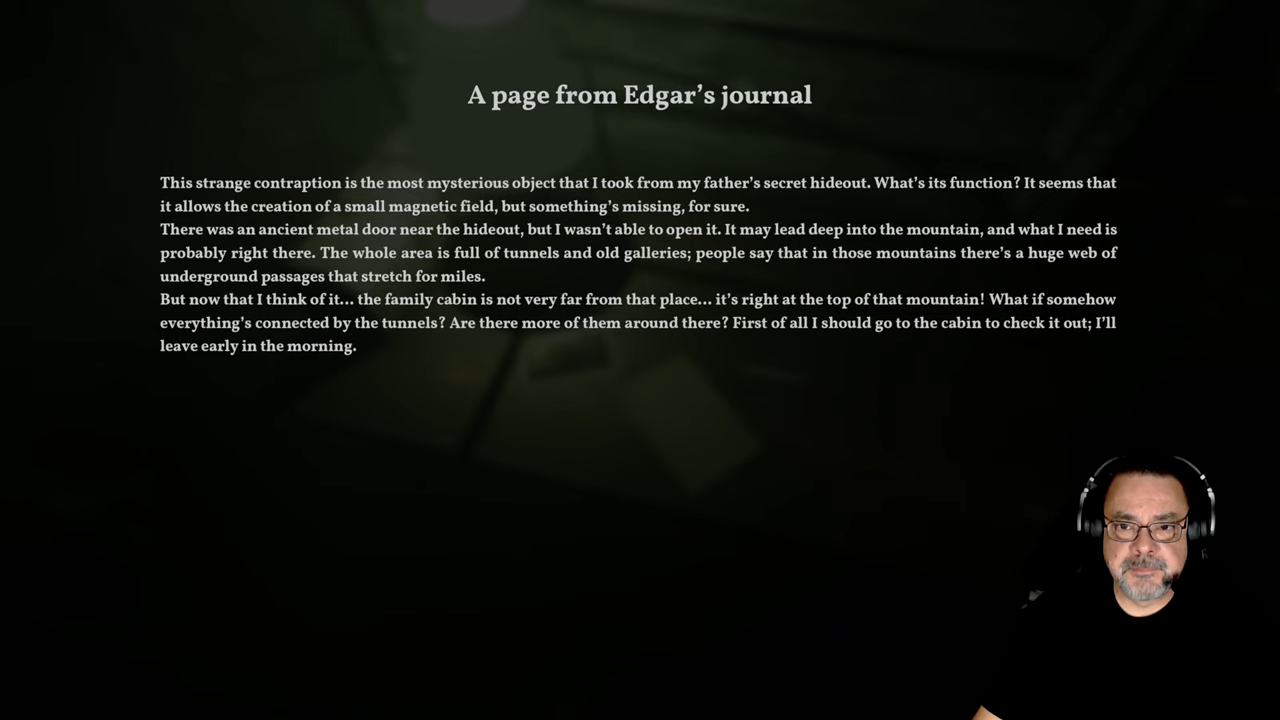 A page from Edgar’s journal
This strange contraption is the most mysterious object that I took from my father’s secret hideout. What’s its function? It seems that
it allows the creation of a small magnetic field, but something’s missing, for sure.
There was an ancient metal door near the hideout, but I wasn’t able to open it. It may lead deep into the mountain, and what I need is
probably right there. The whole area is full of tunnels and old galleries; people say that in those mountains there’s a huge web of
underground passages that stretch for miles.
But now that I think of it... the family cabin is not very far from that place... it’s right at the top of that mountain! What if somehow
everything’s connected by the tunnels? Are there more of them around there? First of all I should go to the cabin to check it out; I’ll
leave early in the morning.